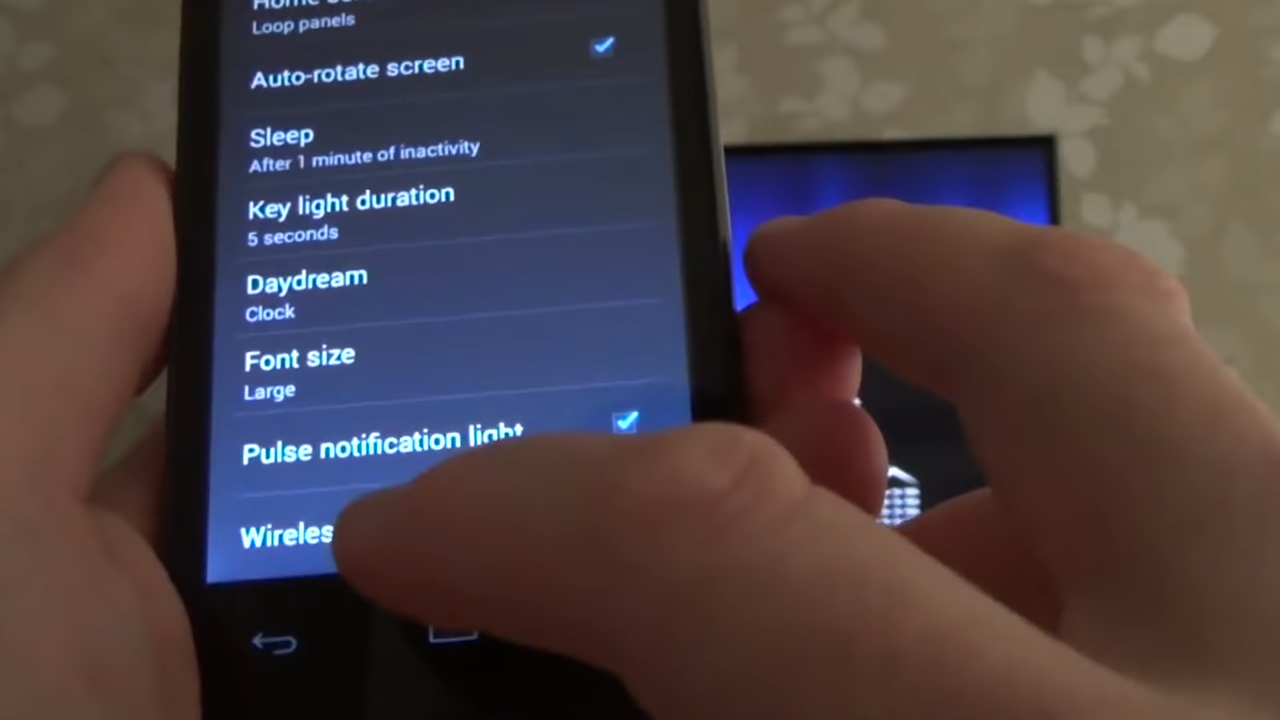 Loop panels
Auto-rotate screen
Sleep
After 1 minute of inactivity
Key light duration
5 seconds
Daydream
Clock
Font size
Large
Pulse notification light